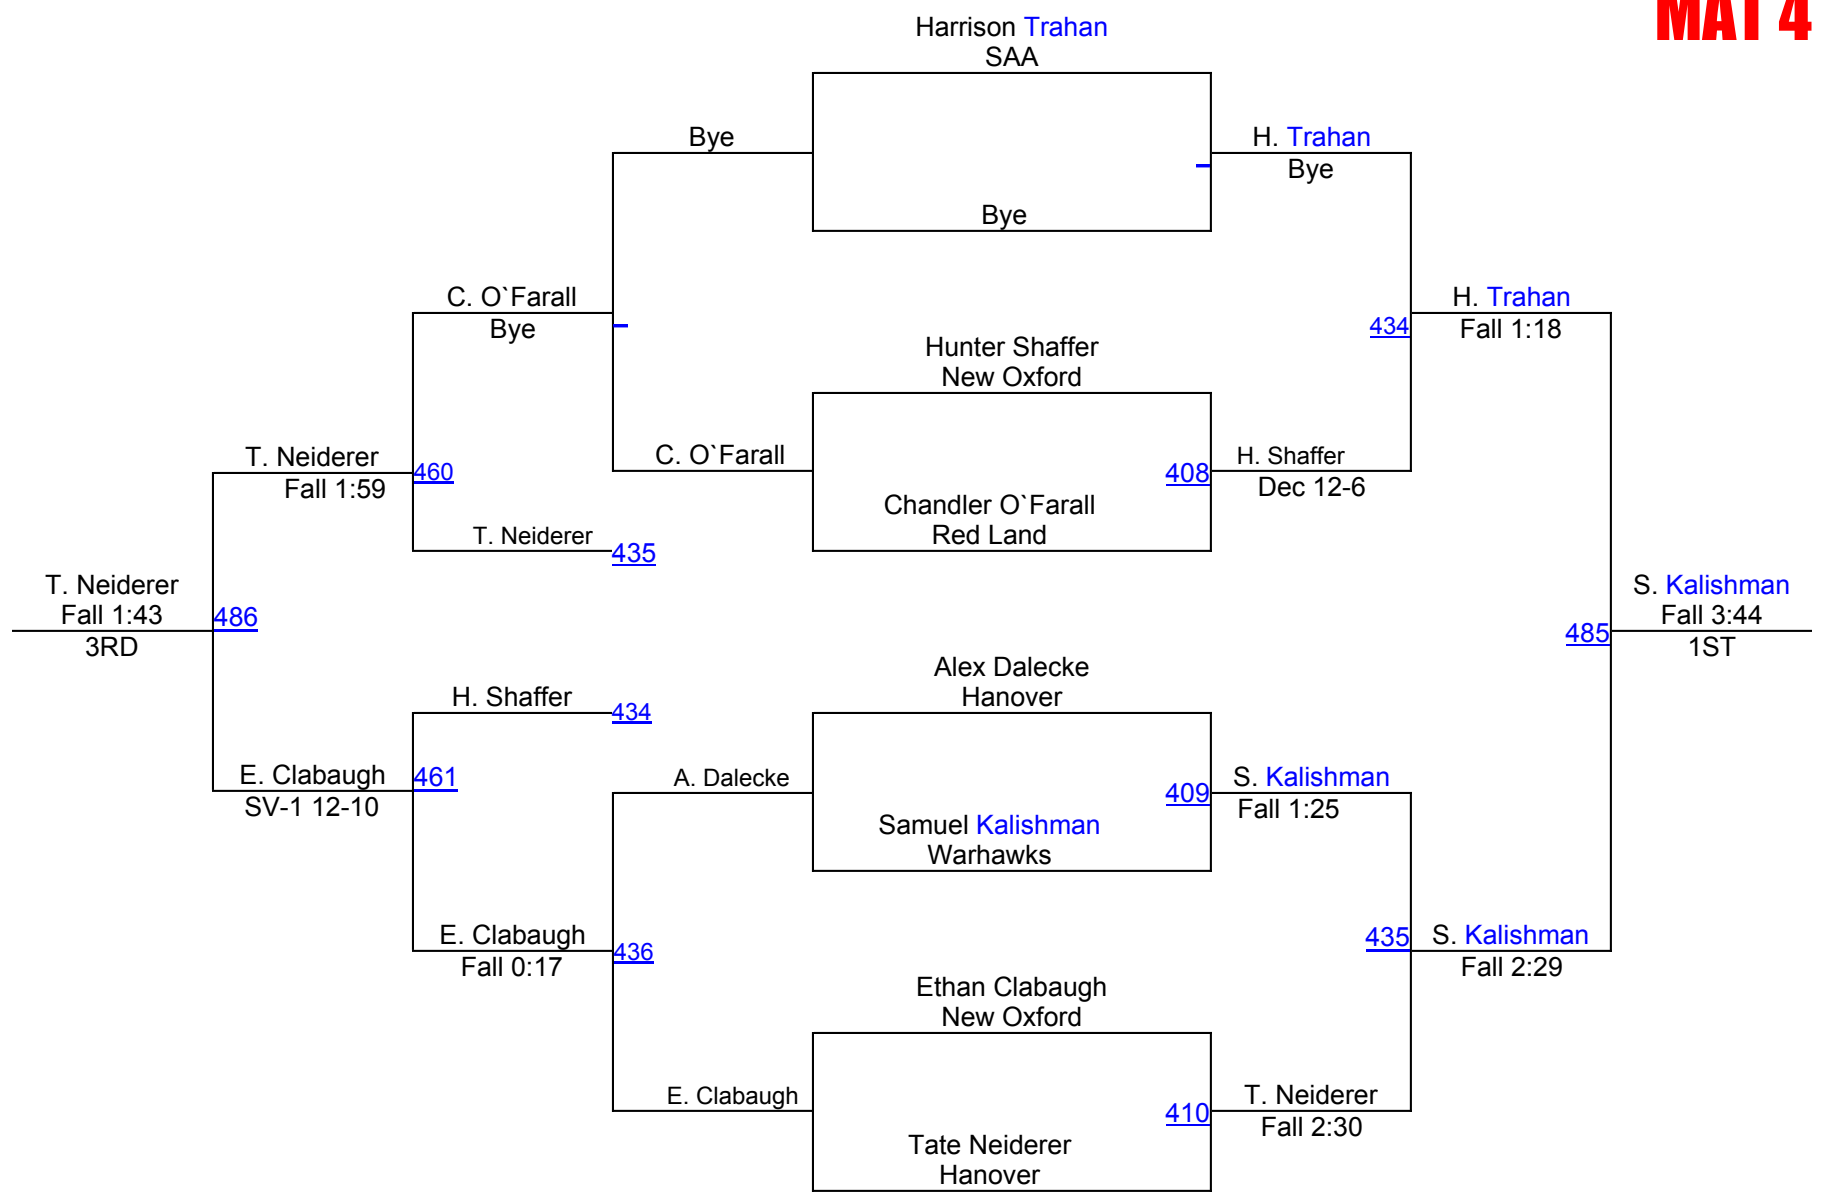 MAT 4
Harrison Trahan
SAA
Bye
H. Trahan
Bye
Bye
C. O`Farall
Bye
H. Trahan
Fall 1:18
434
Hunter Shaffer
New Oxford
T. Neiderer
Fall 1:59
460
C. O`Farall
408
H. Shaffer
Dec 12-6
Chandler O`Farall
Red Land
T. Neiderer
435
T. Neiderer
Fall 1:43
3RD
486
S. Kalishman
Fall 3:44
1ST
485
Alex Dalecke
Hanover
H. Shaffer
434
E. Clabaugh
SV-1 12-10
461
A. Dalecke
409
S. Kalishman
Fall 1:25
Samuel Kalishman
Warhawks
E. Clabaugh
Fall 0:17
436
435
S. Kalishman
Fall 2:29
Ethan Clabaugh
New Oxford
E. Clabaugh
410
T. Neiderer
Fall 2:30
Tate Neiderer
Hanover